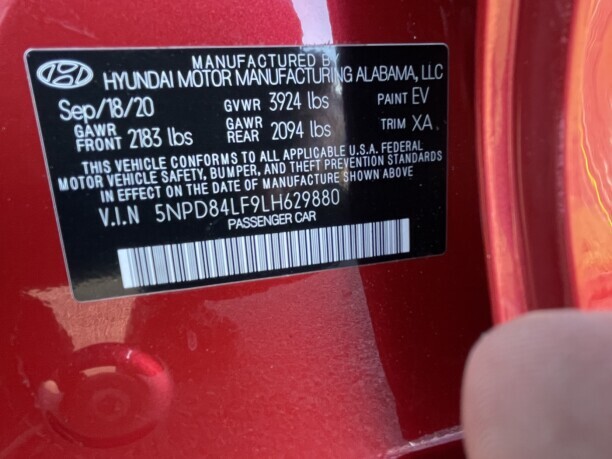 MANUFACTURED BY
HYUNDAI MOTOR MANUFACTURING ALABAMA, LLC
Sep/18/20 GVWR 3924 lbs PAINT EV
GAWR FRONT 2183 lbs GAWR REAR 2094 lbs TRIM XA
THIS VEHICLE CONFORMS TO ALL APPLICABLE U.S.A. FEDERAL
MOTOR VEHICLE SAFETY, BUMPER, AND THEFT PREVENTION STANDARDS
IN EFFECT ON THE DATE OF MANUFACTURE SHOWN ABOVE.
V.I.N 5NPD84LF9LH629880
PASSENGER CAR